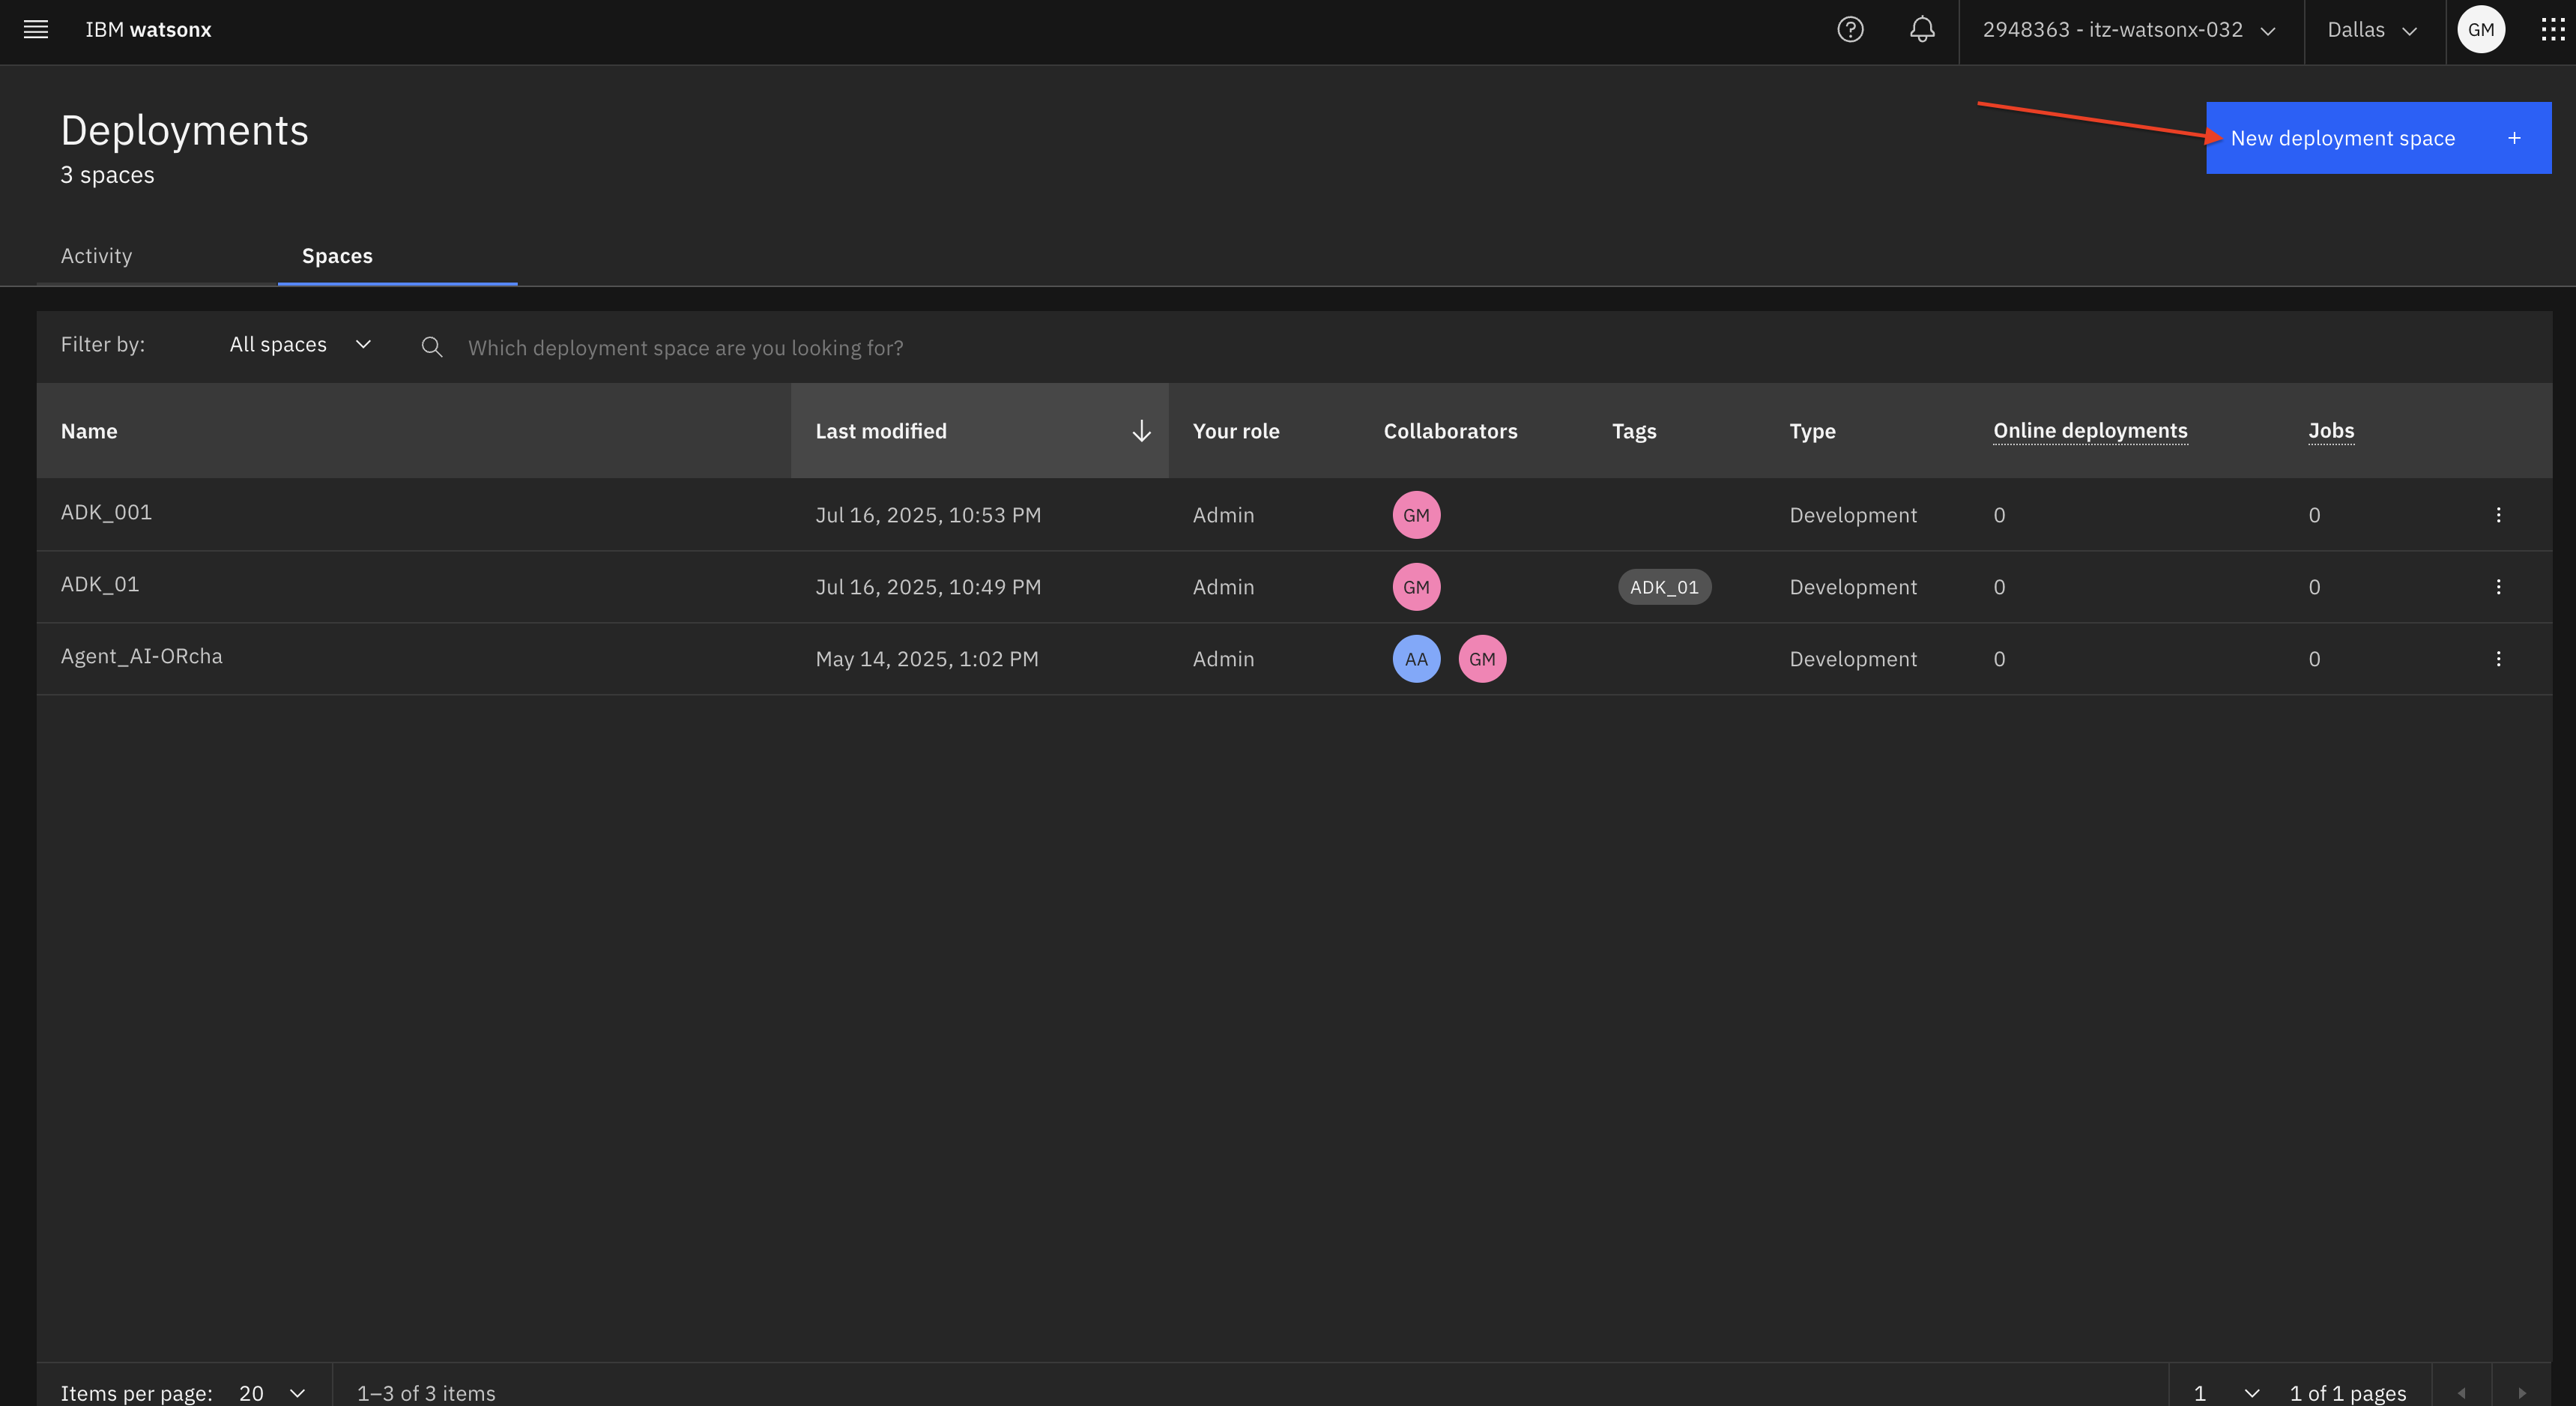 IBM watsonx
2948363 - itz-watsonx-032
Dallas
GM
Deployments
3 spaces
New deployment space +
Activity
Spaces
Filter by:
All spaces
Which deployment space are you looking for?
Name Last modified Your role Collaborators Tags Type Online deployments Jobs
ADK_001 Jul 16, 2025, 10:53 PM Admin GM Development 0 0
ADK_01 Jul 16, 2025, 10:49 PM Admin GM ADK_01 Development 0 0
Agent_AI-ORcha May 14, 2025, 1:02 PM Admin AA GM Development 0 0
Items per page: 20 1–3 of 3 items 1 1 of 1 pages